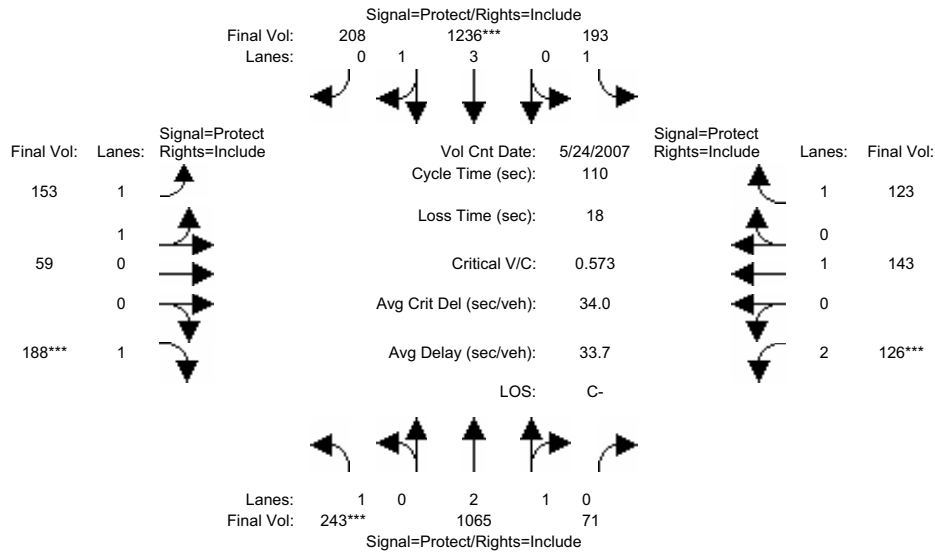 Signal=Protect/Rights=Include
Final Vol: 208 1236*** 193
Lanes: 0 1 3 0 1
Signal=Protect
Final Vol: Lanes: Rights=Include
Vol Cnt Date: 5/24/2007
Signal=Protect
Rights=Include Lanes: Final Vol:
Cycle Time (sec): 110
153 1
1 123
Loss Time (sec): 18
1
0
59 0
Critical V/C: 0.573
1 143
0
Avg Crit Del (sec/veh): 34.0
0
188*** 1
Avg Delay (sec/veh): 33.7
2 126***
LOS: C-
Lanes: 1 0 2 1 0
Final Vol: 243*** 1065 71
Signal=Protect/Rights=Include